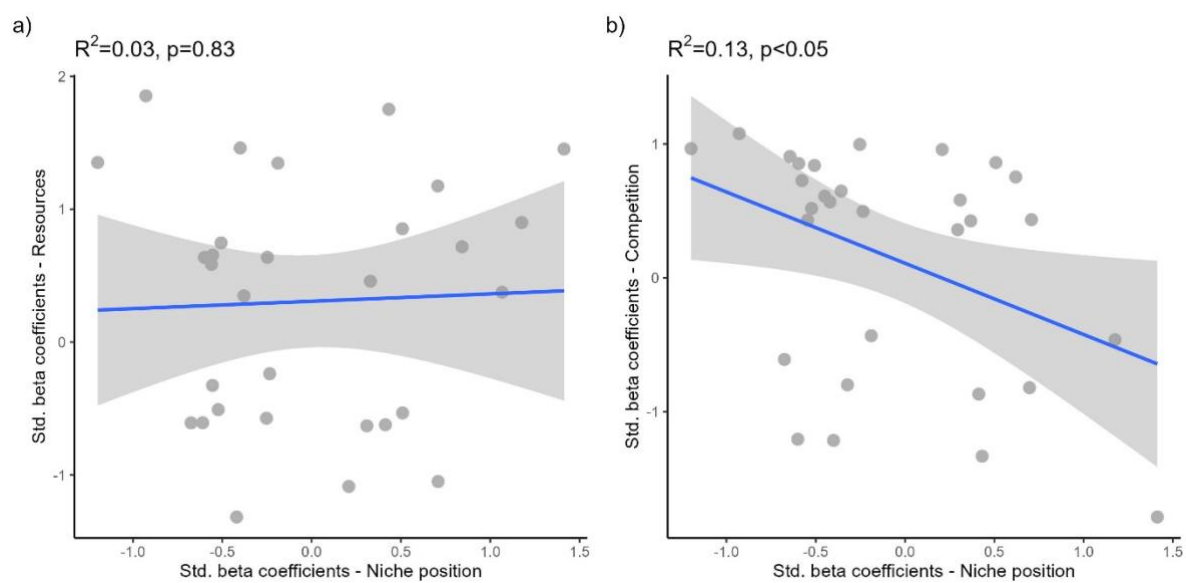 a)
R²=0.03, p=0.83
2
1
0
-1
Std. beta coefficients - Resources
-1.0 -0.5 0.0 0.5 1.0 1.5
Std. beta coefficients - Niche position
b)
R²=0.13, p<0.05
1
0
-1
Std. beta coefficients - Competition
-1.0 -0.5 0.0 0.5 1.0 1.5
Std. beta coefficients - Niche position